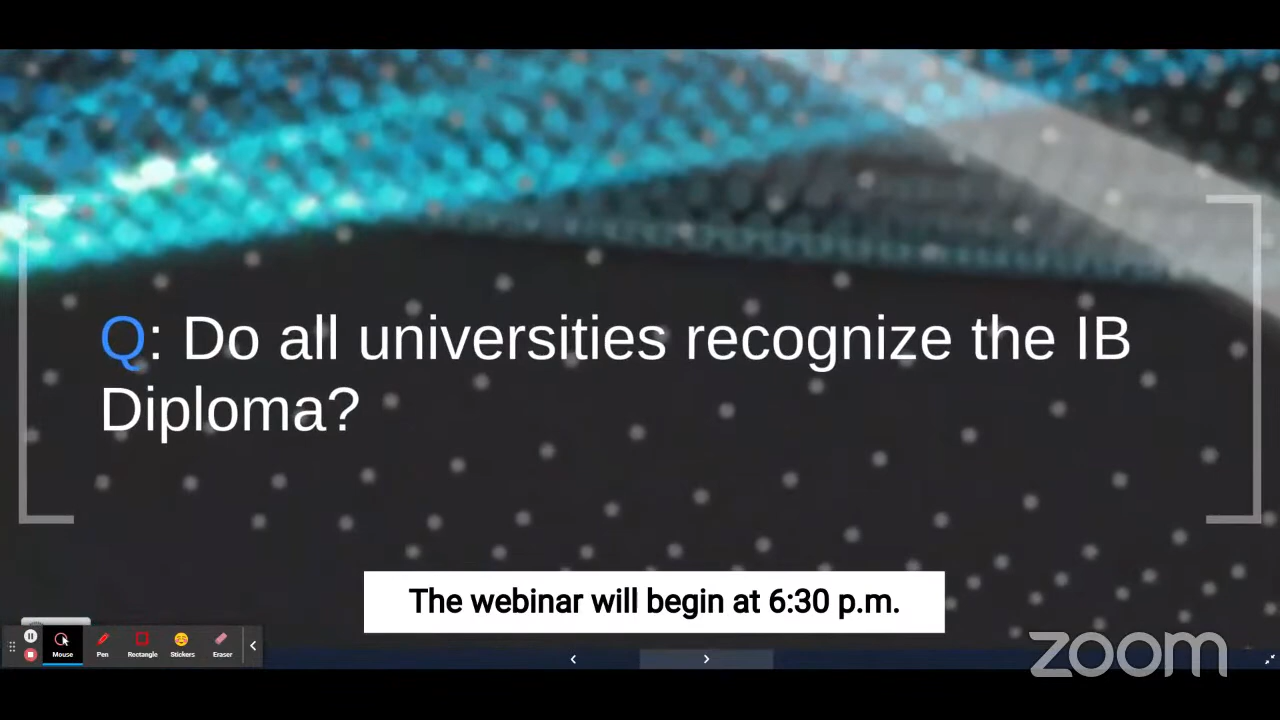 Q: Do all universities recognize the IB
Diploma?
The webinar will begin at 6:30 p.m.
Mouse
Pen
Rectangle
Stickers
Eraser
zoom